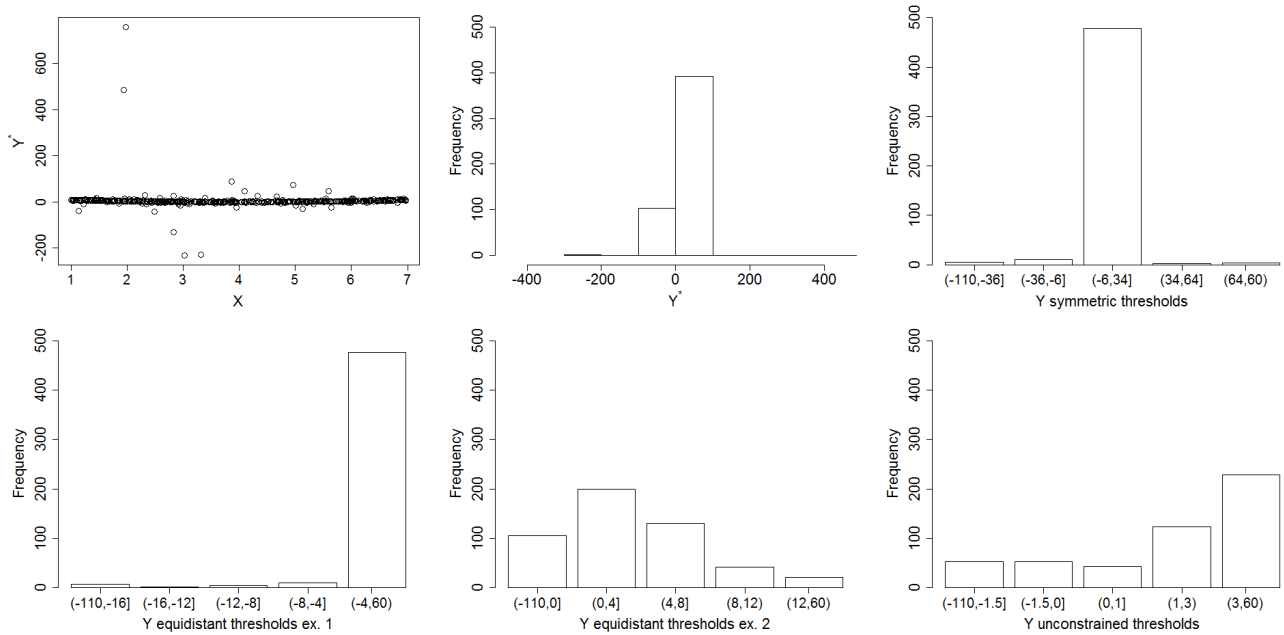 600
400
200
0
-200
Y*
1 2 3 4 5 6 7
X
500
400
300
200
100
0
Frequency
-400 -200 0 200 400
Y*
500
400
300
200
100
0
Frequency
(-110,-36] (-36,-6] (-6,34] (34,64] (64,60)
Y symmetric thresholds
500
400
300
200
100
0
Frequency
(-110,-16] (-16,-12] (-12,-8] (-8,-4] (-4,60)
Y equidistant thresholds ex. 1
500
400
300
200
100
0
Frequency
(-110,0] (0,4] (4,8] (8,12) (12,60)
Y equidistant thresholds ex. 2
500
400
300
200
100
0
Frequency
(-110,-1.5] (-1.5,0] (0,1] (1,3) (3,60)
Y unconstrained thresholds